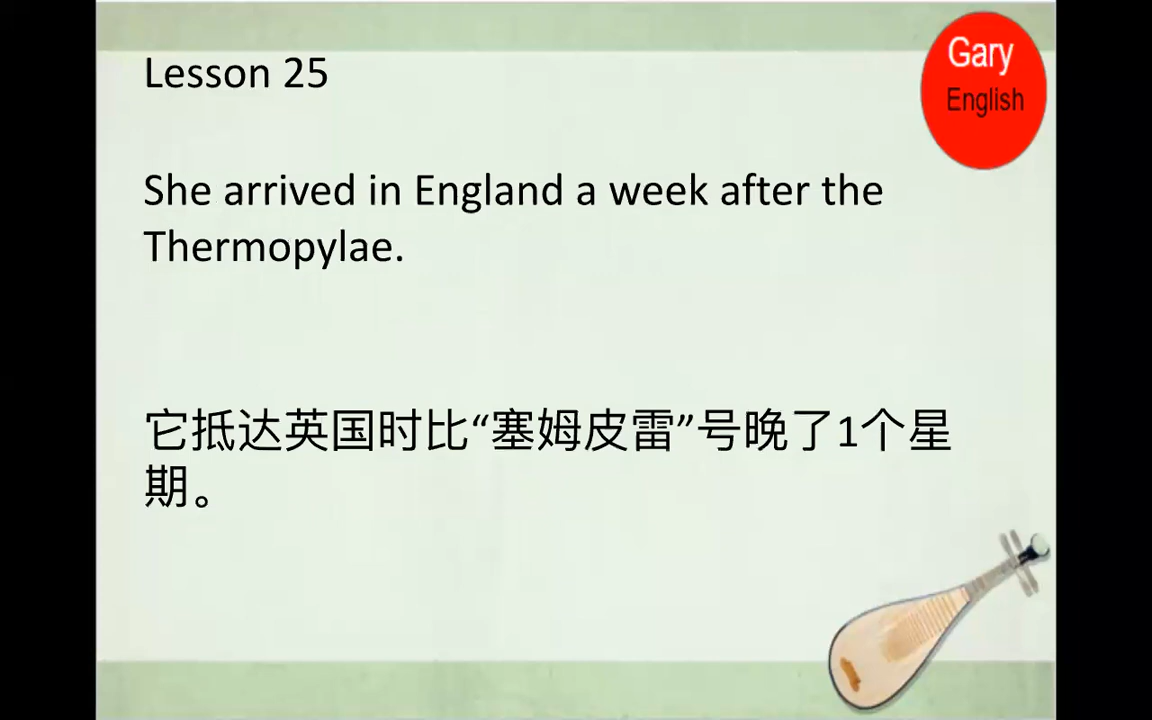 Lesson 25
Gary
English
She arrived in England a week after the
Thermopylae.
它抵达英国时比“塞姆皮雷”号晚了1个星
期。